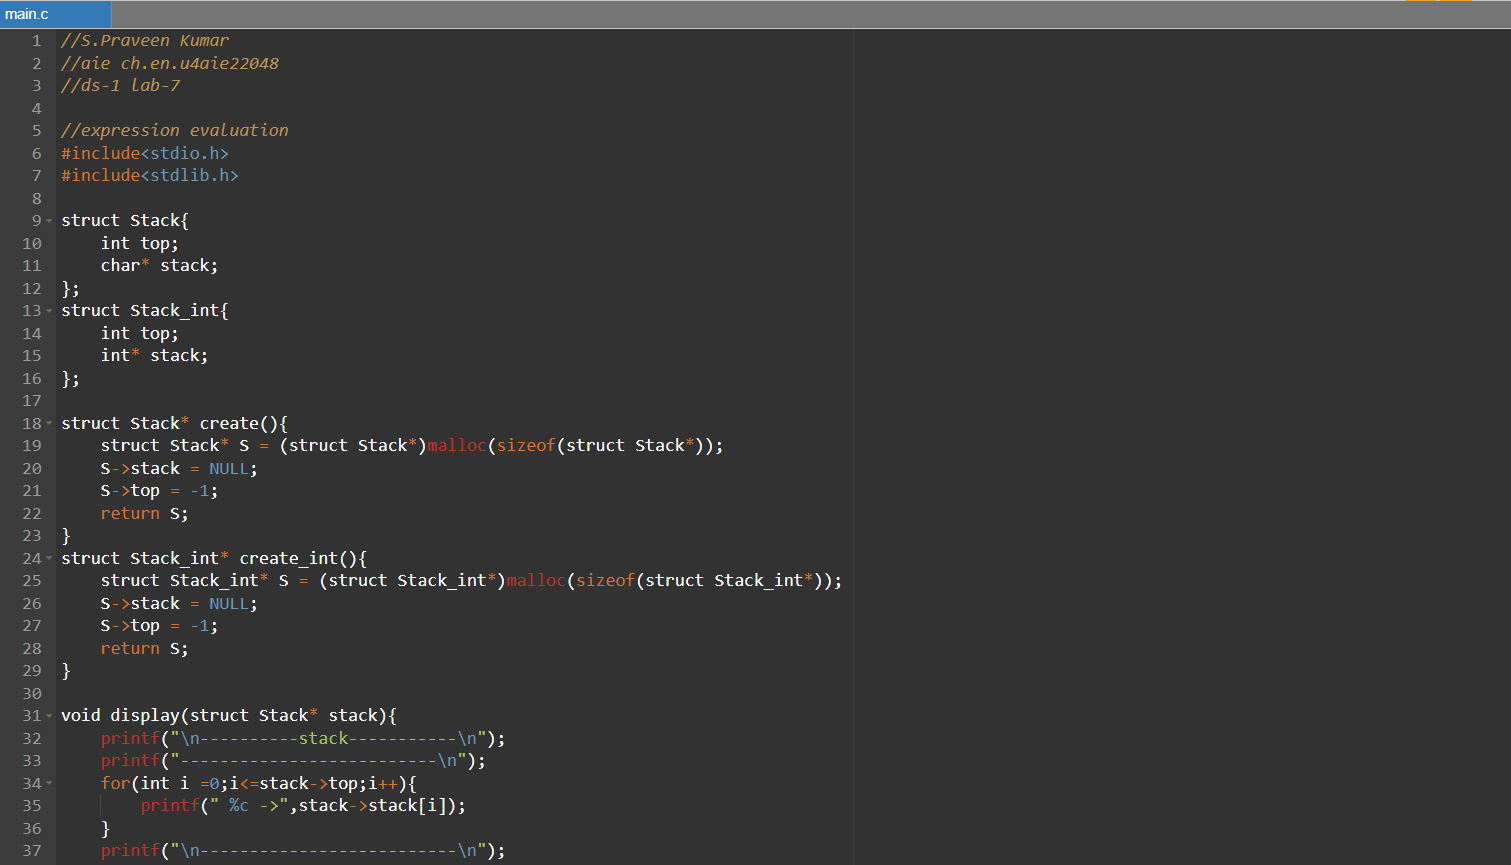 main.c
1 //S.Praveen Kumar
2 //aie ch.en.u4aie22048
3 //ds-1 lab-7
4
5 //expression evaluation
6 #include<stdio.h>
7 #include<stdlib.h>
8
9 struct Stack{
10     int top;
11     char* stack;
12 };
13 struct Stack_int{
14     int top;
15     int* stack;
16 };
17
18 struct Stack* create(){
19     struct Stack* S = (struct Stack*)malloc(sizeof(struct Stack*));
20     S->stack = NULL;
21     S->top = -1;
22     return S;
23 }
24 struct Stack_int* create_int(){
25     struct Stack_int* S = (struct Stack_int*)malloc(sizeof(struct Stack_int*));
26     S->stack = NULL;
27     S->top = -1;
28     return S;
29 }
30
31 void display(struct Stack* stack){
32     printf("\n----------stack-----------\n");
33     printf("--------------------------\n");
34     for(int i =0;i<=stack->top;i++){
35         printf(" %c ->",stack->stack[i]);
36     }
37     printf("\n--------------------------\n");